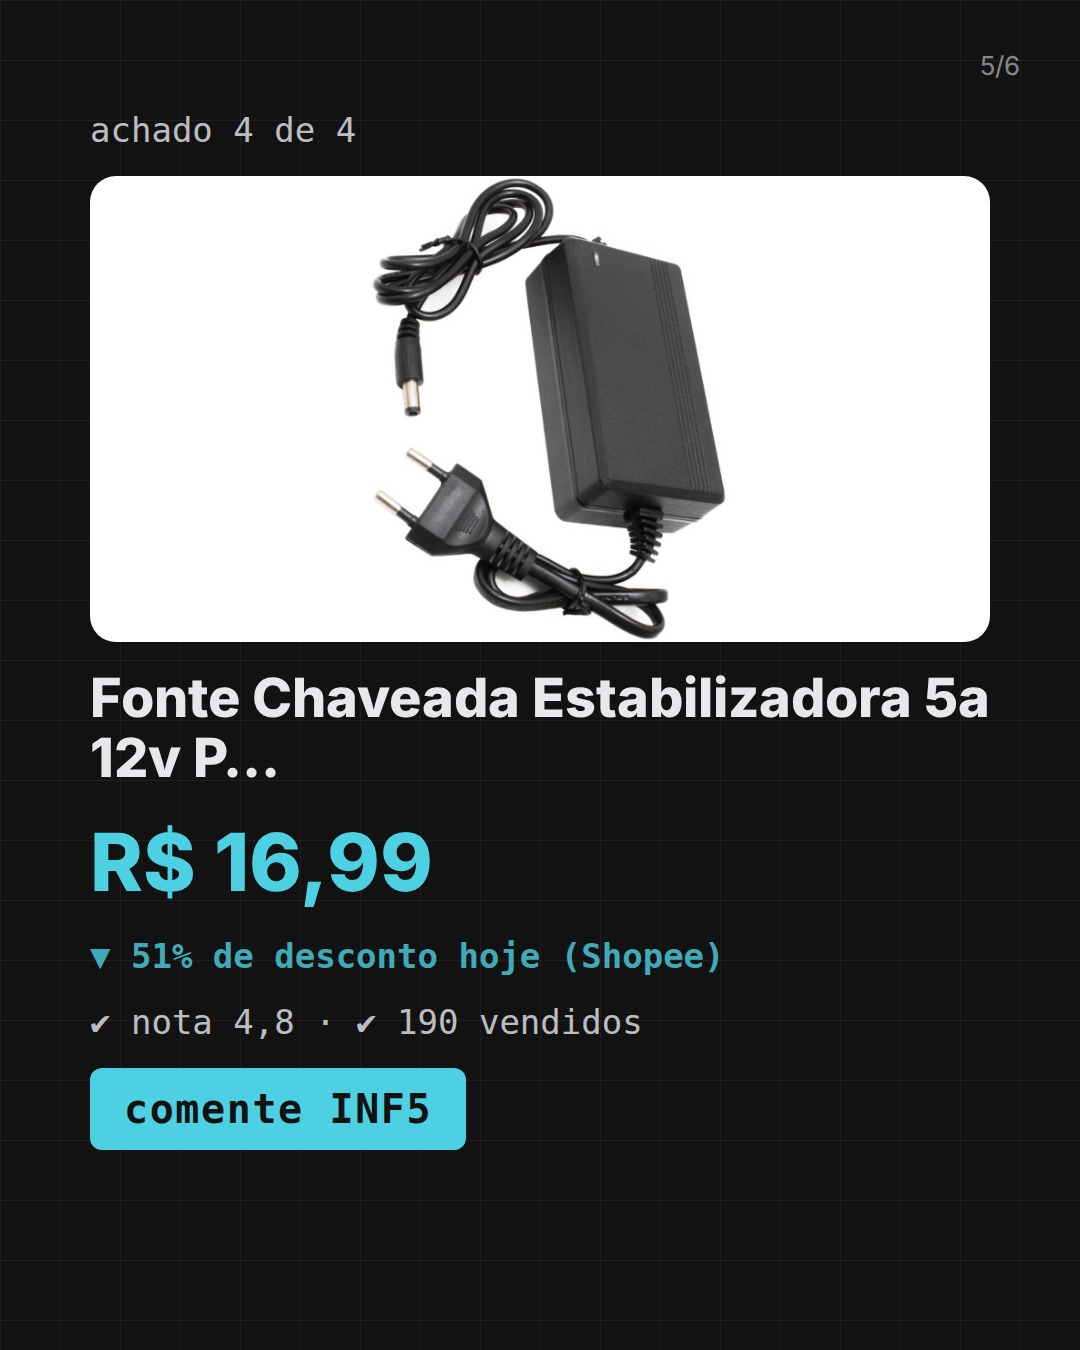 5/6
achado 4 de 4
Fonte Chaveada Estabilizadora 5a
12v P...
R$ 16,99
▼ 51% de desconto hoje (Shopee)
✔ nota 4,8 · ✔ 190 vendidos
comente INF5